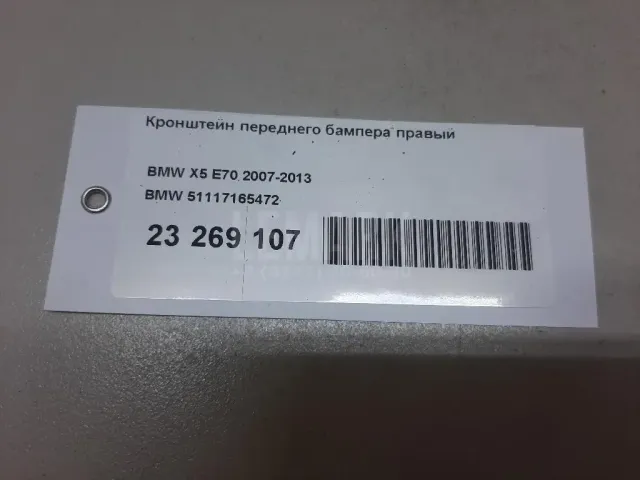 Кронштейн переднего бампера правый
BMW X5 E70 2007-2013
BMW 51117165472
23 269 107